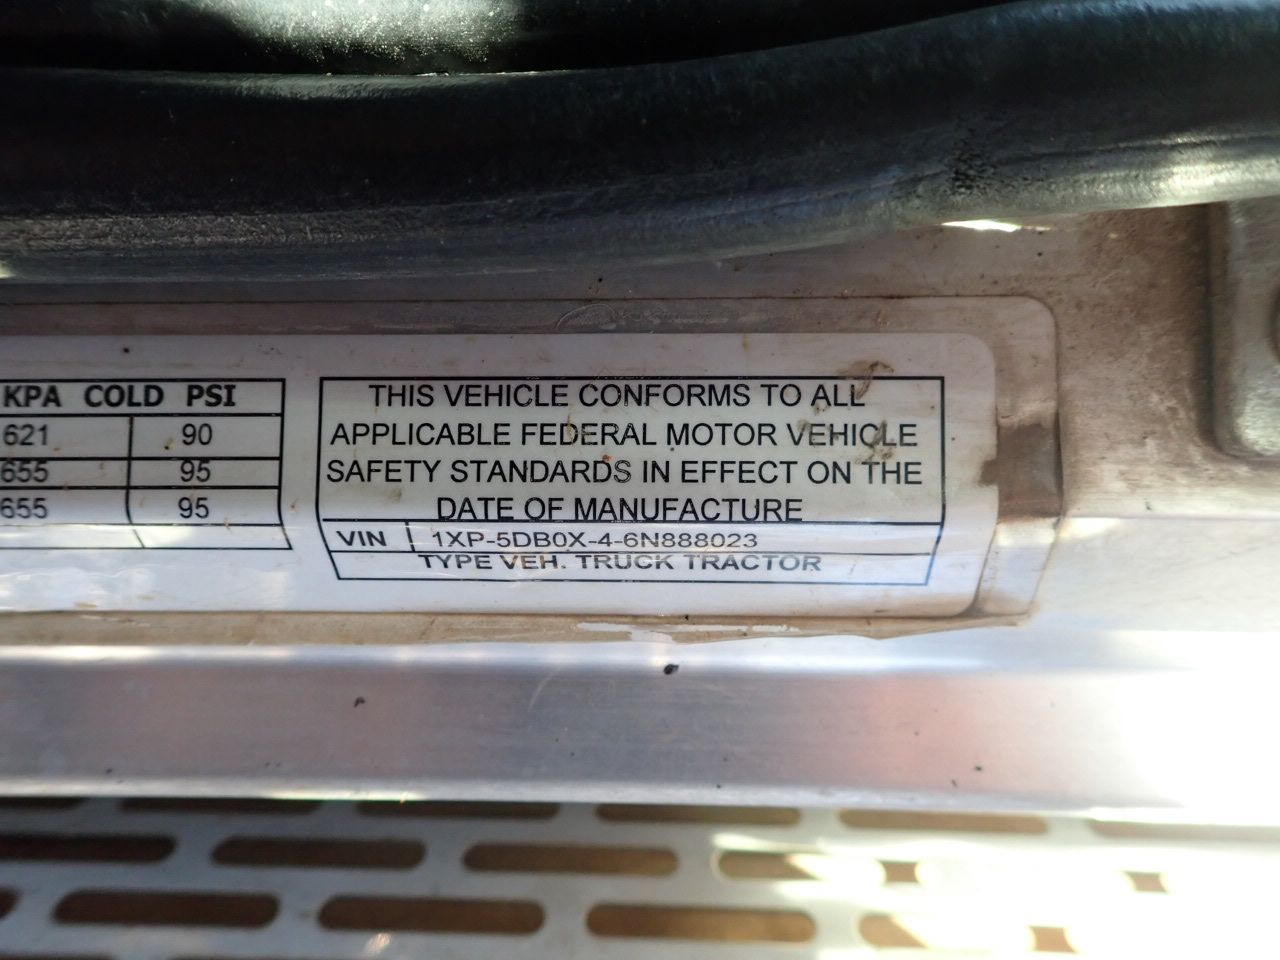 KPA COLD PSI
621 90
655 95
655 95
THIS VEHICLE CONFORMS TO ALL
APPLICABLE FEDERAL MOTOR VEHICLE
SAFETY STANDARDS IN EFFECT ON THE
DATE OF MANUFACTURE
VIN 1XP-5DB0X-4-6N888023
TYPE VEH. TRUCK TRACTOR